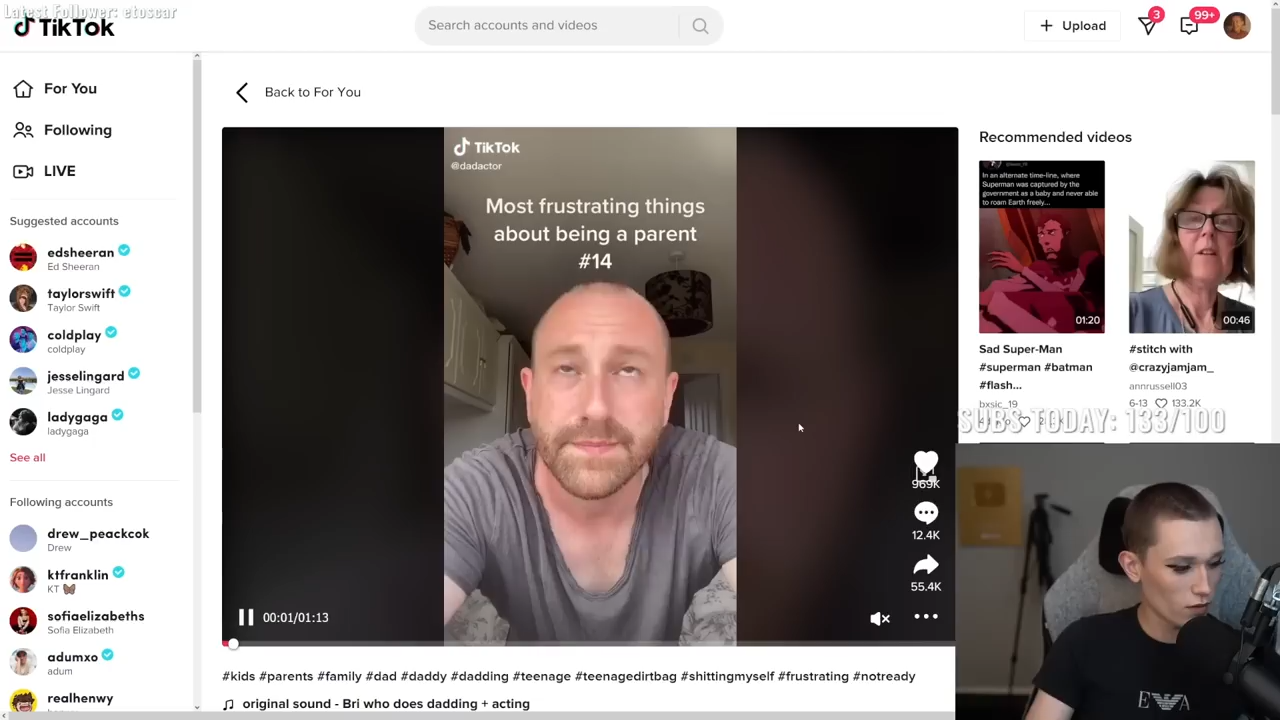 Latest Follower: etoscar
TikTok
Search accounts and videos
Upload
3
99+
For You
Following
LIVE
Suggested accounts
edsheeran
Ed Sheeran
taylorswift
Taylor Swift
coldplay
coldplay
jesselingard
Jesse Lingard
ladygaga
ladygaga
See all
Following accounts
drew_peackcok
Drew
ktfranklin
KT
sofiaelizabeths
Sofia Elizabeth
adumxo
adum
realhenwy
Back to For You
TikTok
@dadactor
Most frustrating things
about being a parent
#14
969K
12.4K
55.4K
00:01/01:13
#kids #parents #family #dad #daddy #dadding #teenage #teenagedirtbag #shittingmyself #frustrating #notready
original sound - Bri who does dadding + acting
Recommended videos
In an alternate time-line, where
Superman was captured by the
government as a baby and never able
to roam Earth freely...
01:20
Sad Super-Man
#superman #batman
#flash...
bxsic_19
00:46
#stitch with
@crazyjamjam_
annrussell03
6-13 133.2K
SUBS TODAY: 133/100